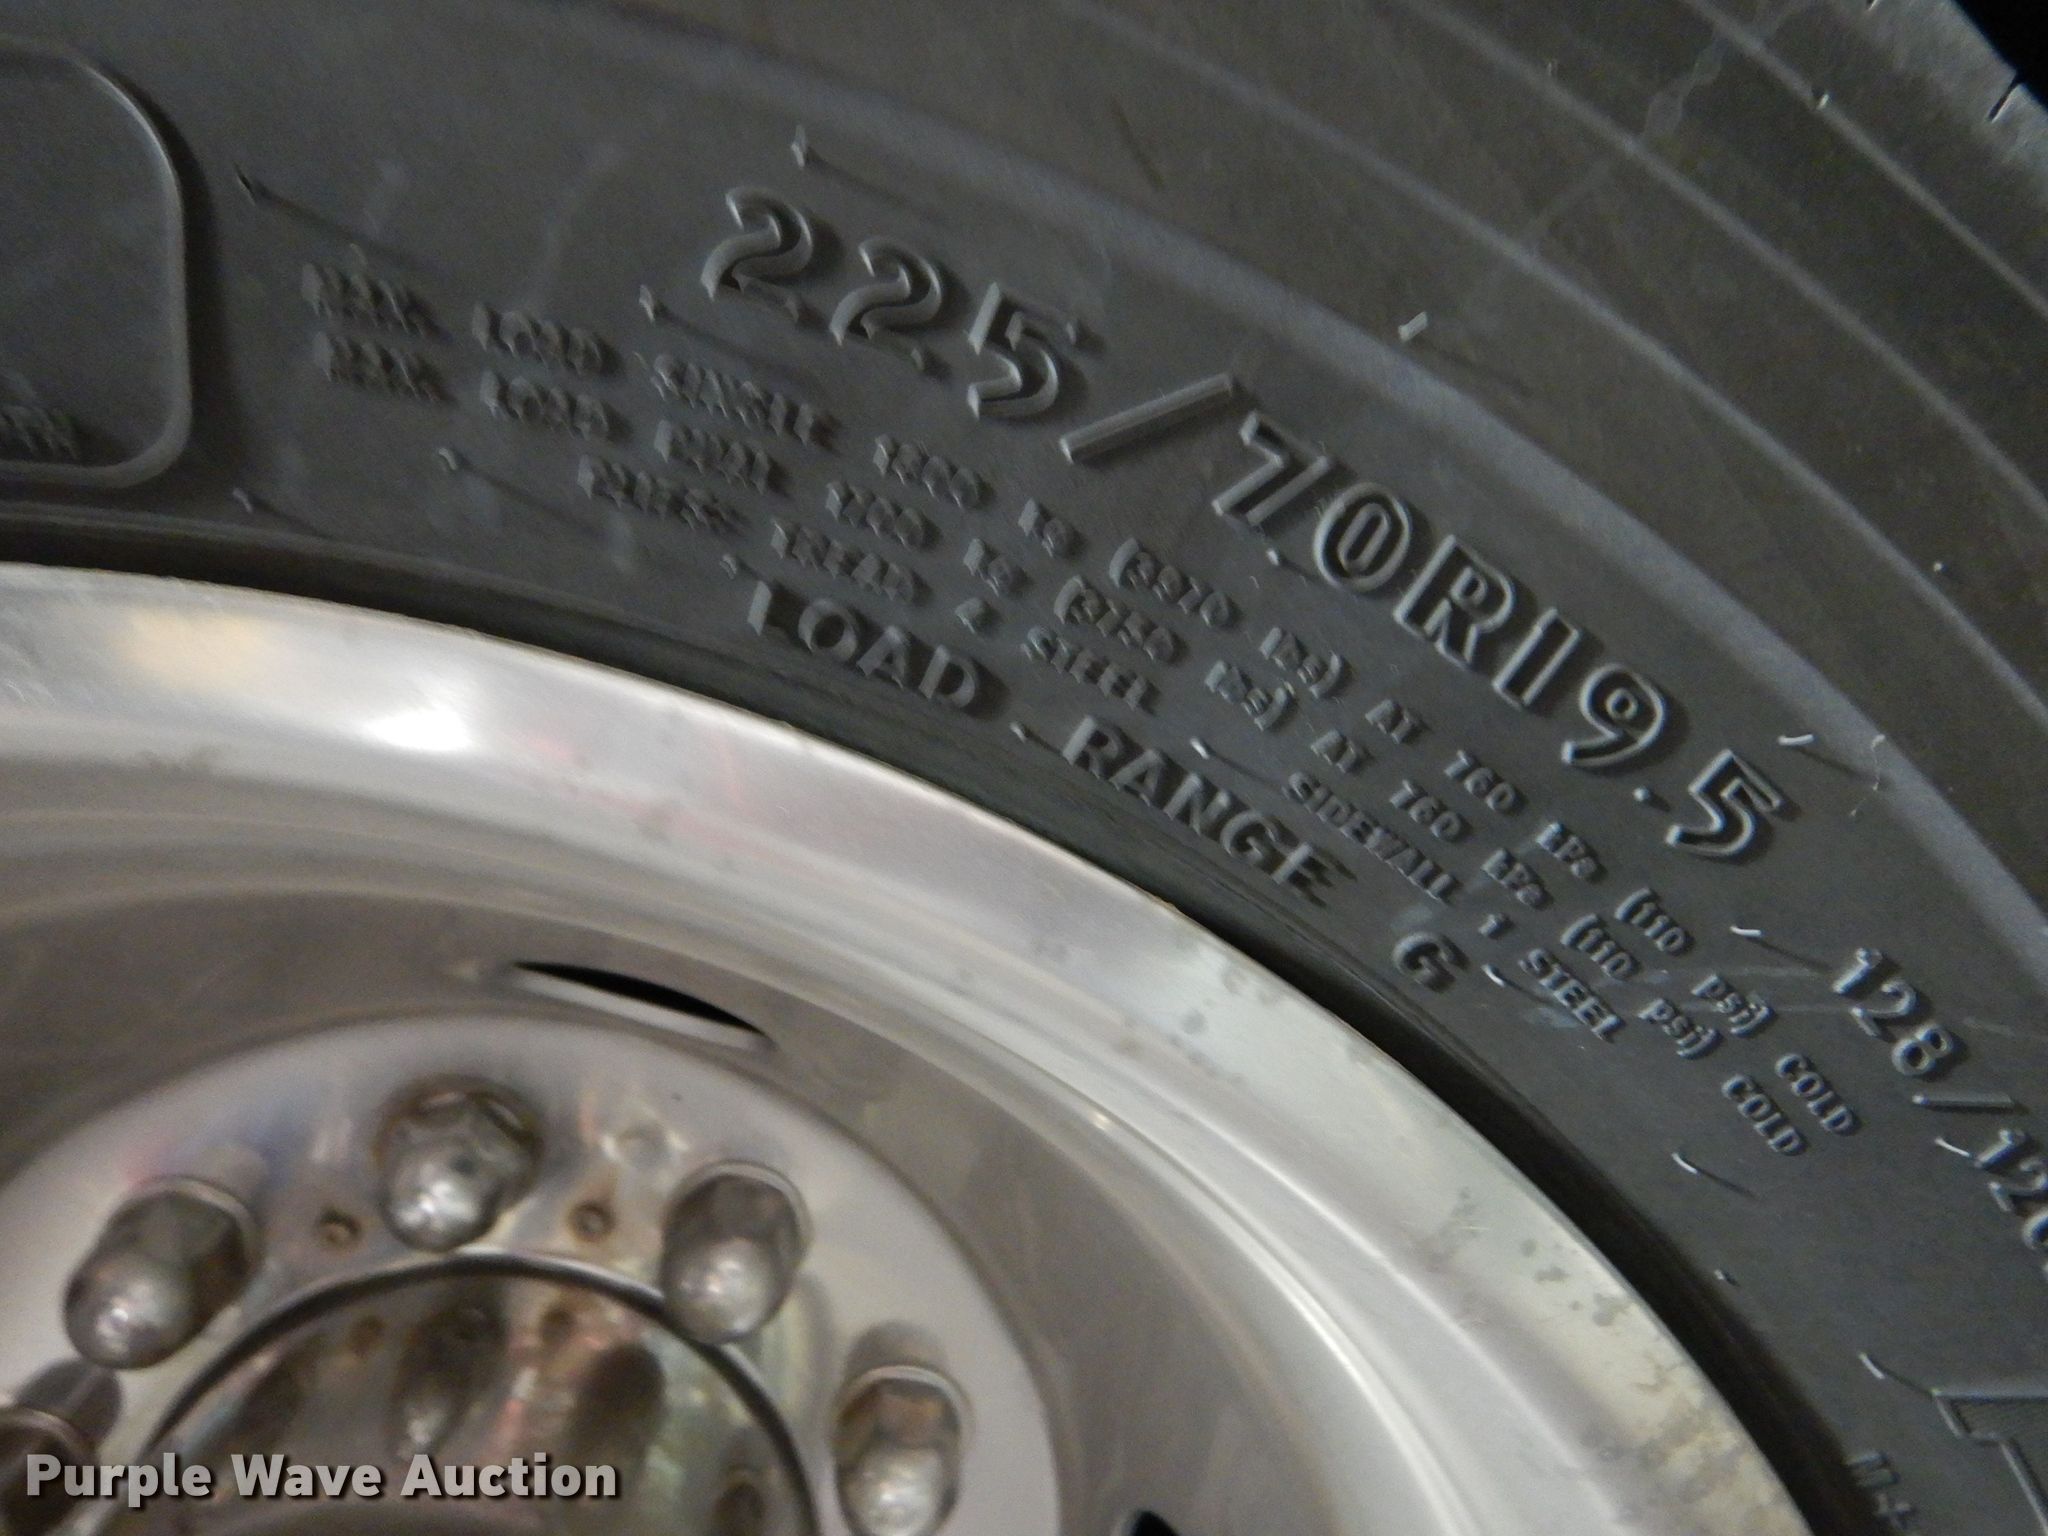 225/70R19.5 128/126
MAX LOAD SINGLE 1800 kg (3970 lbs) AT 760 kPa (110 psi) COLD
MAX LOAD DUAL 1700 kg (3750 lbs) AT 760 kPa (110 psi) COLD
PLIES: TREAD 4 STEEL SIDEWALL 1 STEEL
LOAD RANGE G
M+
Purple Wave Auction